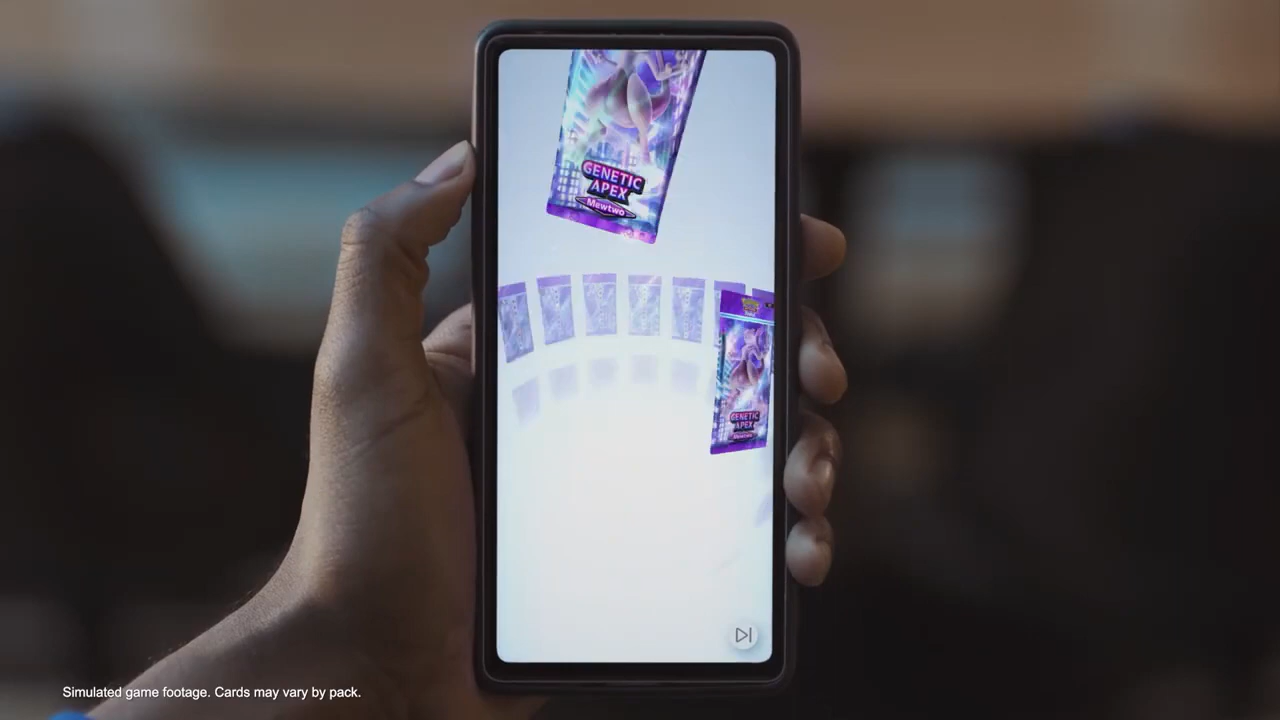 GENETIC
APEX
Mewtwo
GENETIC
APEX
Mewtwo
Simulated game footage. Cards may vary by pack.